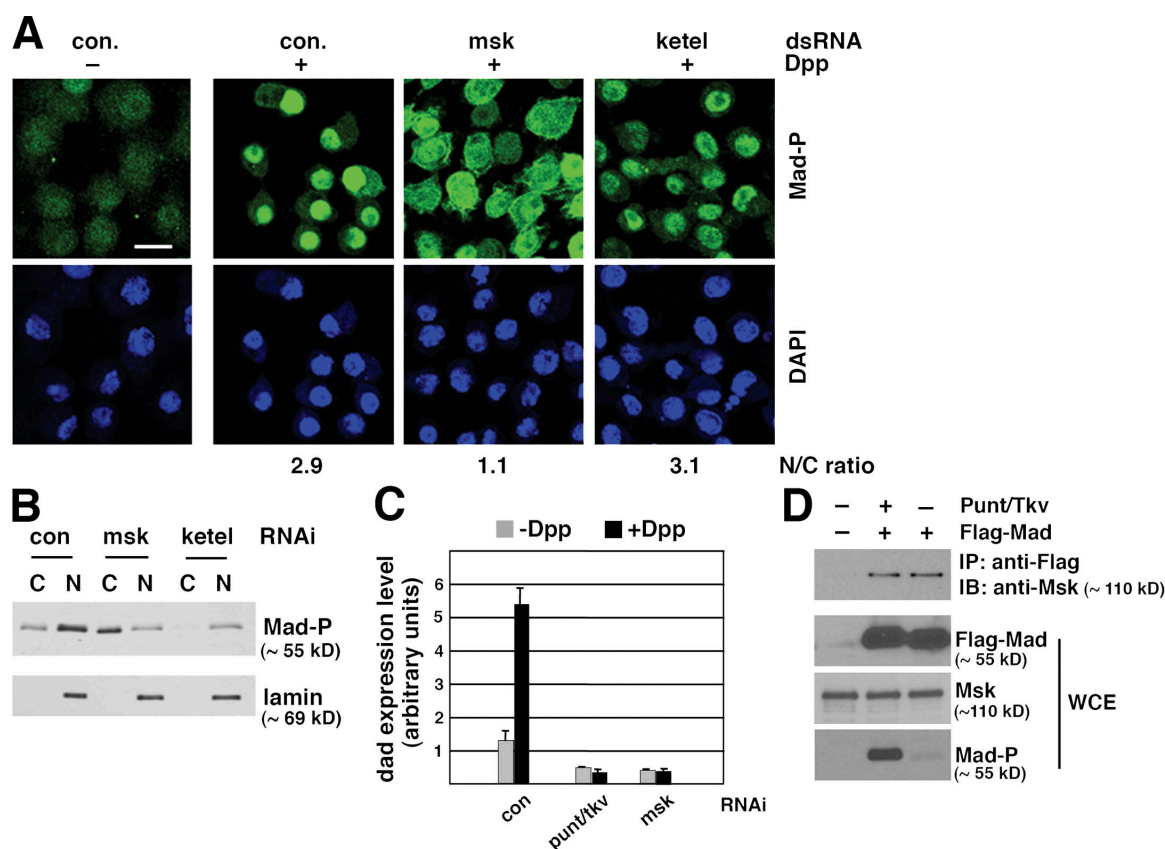 A
con. con. msk ketel dsRNA
– + + + Dpp
Mad-P
DAPI
2.9 1.1 3.1 N/C ratio
B
con msk ketel RNAi
C N C N C N
Mad-P
(~ 55 kD)
lamin
(~ 69 kD)
C
-Dpp +Dpp
dad expression level
(arbitrary units)
6
5
4
3
2
1
con punt/tkv msk RNAi
D
– + – Punt/Tkv
– + + Flag-Mad
IP: anti-Flag
IB: anti-Msk (~ 110 kD)
Flag-Mad
(~ 55 kD)
Msk
(~110 kD)
Mad-P
(~ 55 kD)
WCE